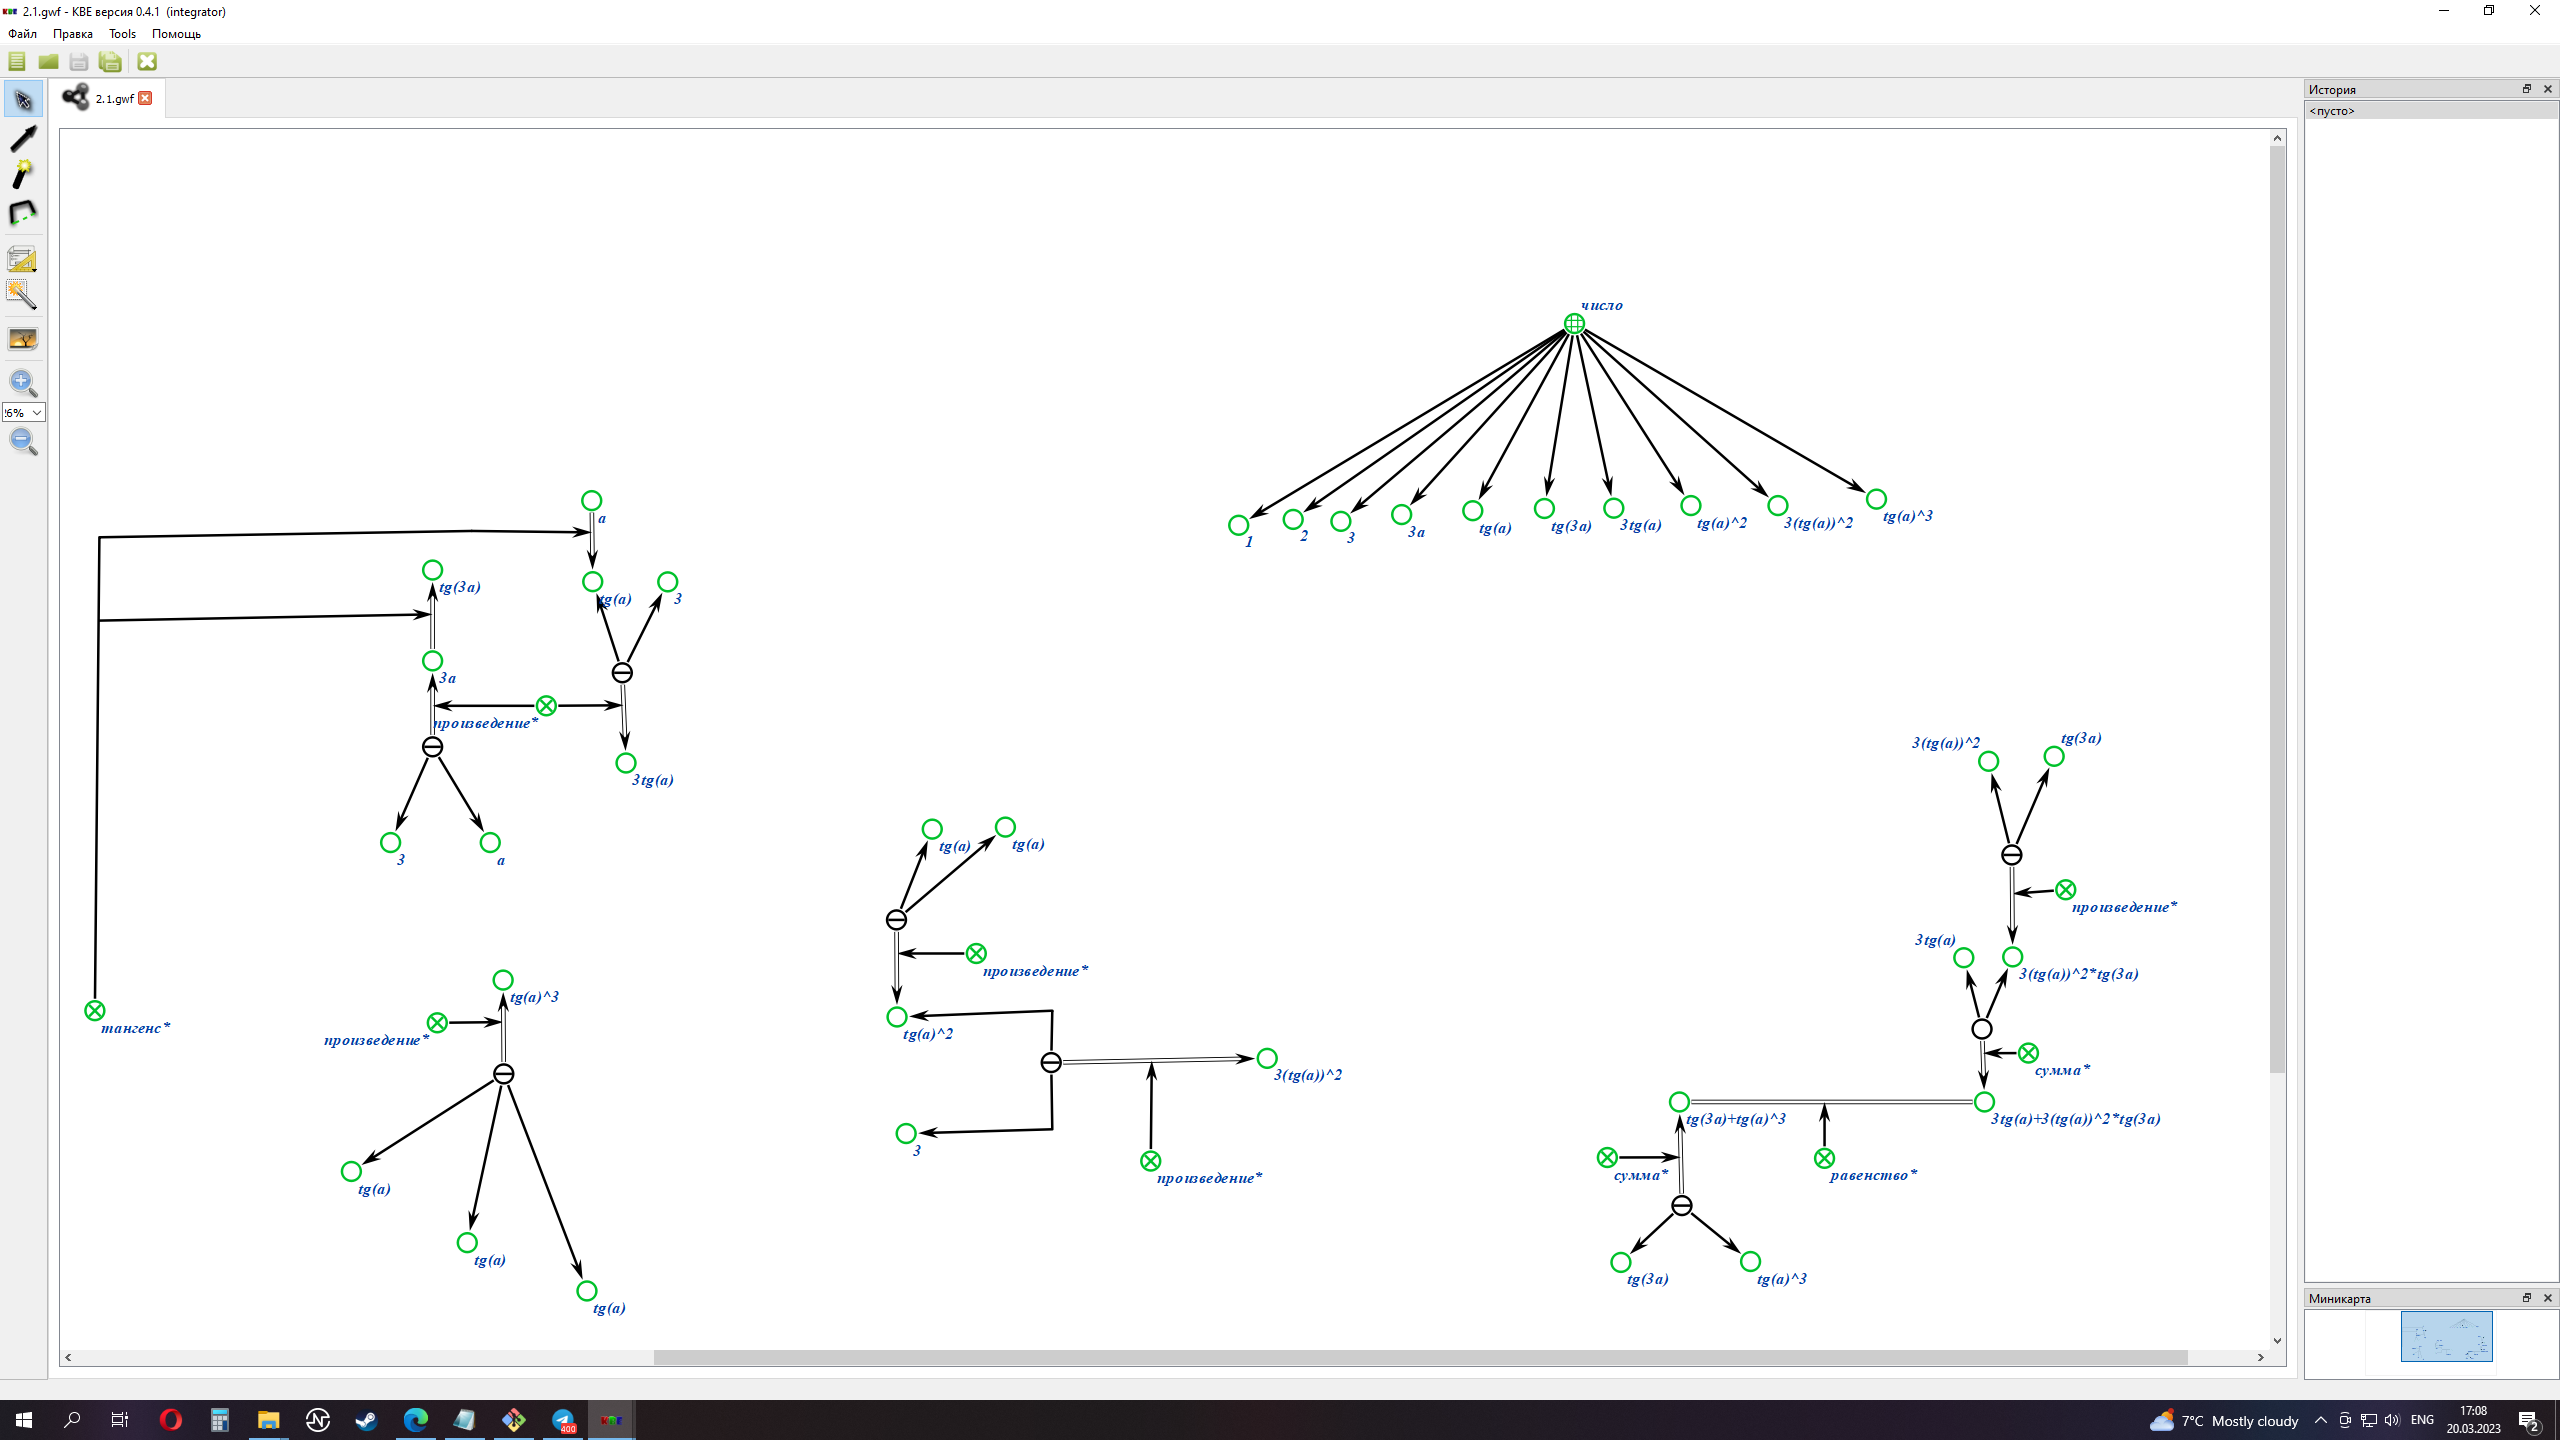 2.1.gwf - KBE версия 0.4.1 (integrator)
Файл Правка Tools Помощь
2.1.gwf
История
<пусто>
число
1
2
3
3a
tg(a)
tg(3a)
3tg(a)
tg(a)^2
3(tg(a))^2
tg(a)^3
a
tg(3a)
tg(a)
3
3a
произведение*
3tg(a)
3
a
тангенс*
tg(a)^3
произведение*
tg(a)
tg(a)
tg(a)
tg(a)
tg(a)
произведение*
tg(a)^2
3(tg(a))^2
3
произведение*
3(tg(a))^2
tg(3a)
произведение*
3tg(a)
3(tg(a))^2*tg(3a)
сумма*
tg(3a)+tg(a)^3
3tg(a)+3(tg(a))^2*tg(3a)
сумма*
равенство*
tg(3a)
tg(a)^3
Миникарта
400
KBE
7°C Mostly cloudy
ENG
17:08
20.03.2023
2